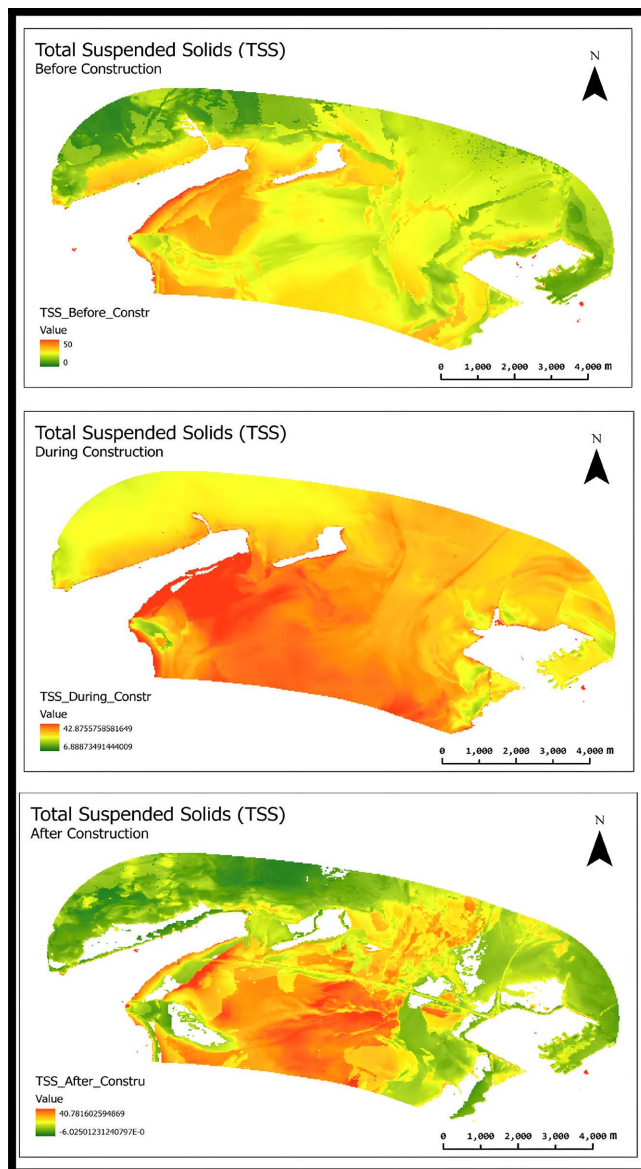 Total Suspended Solids (TSS)
Before Construction
N
TSS_Before_Constr
Value
50
0
0 1,000 2,000 3,000 4,000 m
Total Suspended Solids (TSS)
During Construction
N
TSS_During_Constr
Value
42.8755758581649
6.88873491444009
0 1,000 2,000 3,000 4,000 m
Total Suspended Solids (TSS)
After Construction
N
TSS_After_Constru
Value
40.781602594869
-6.02501231240797E-0
0 1,000 2,000 3,000 4,000 m